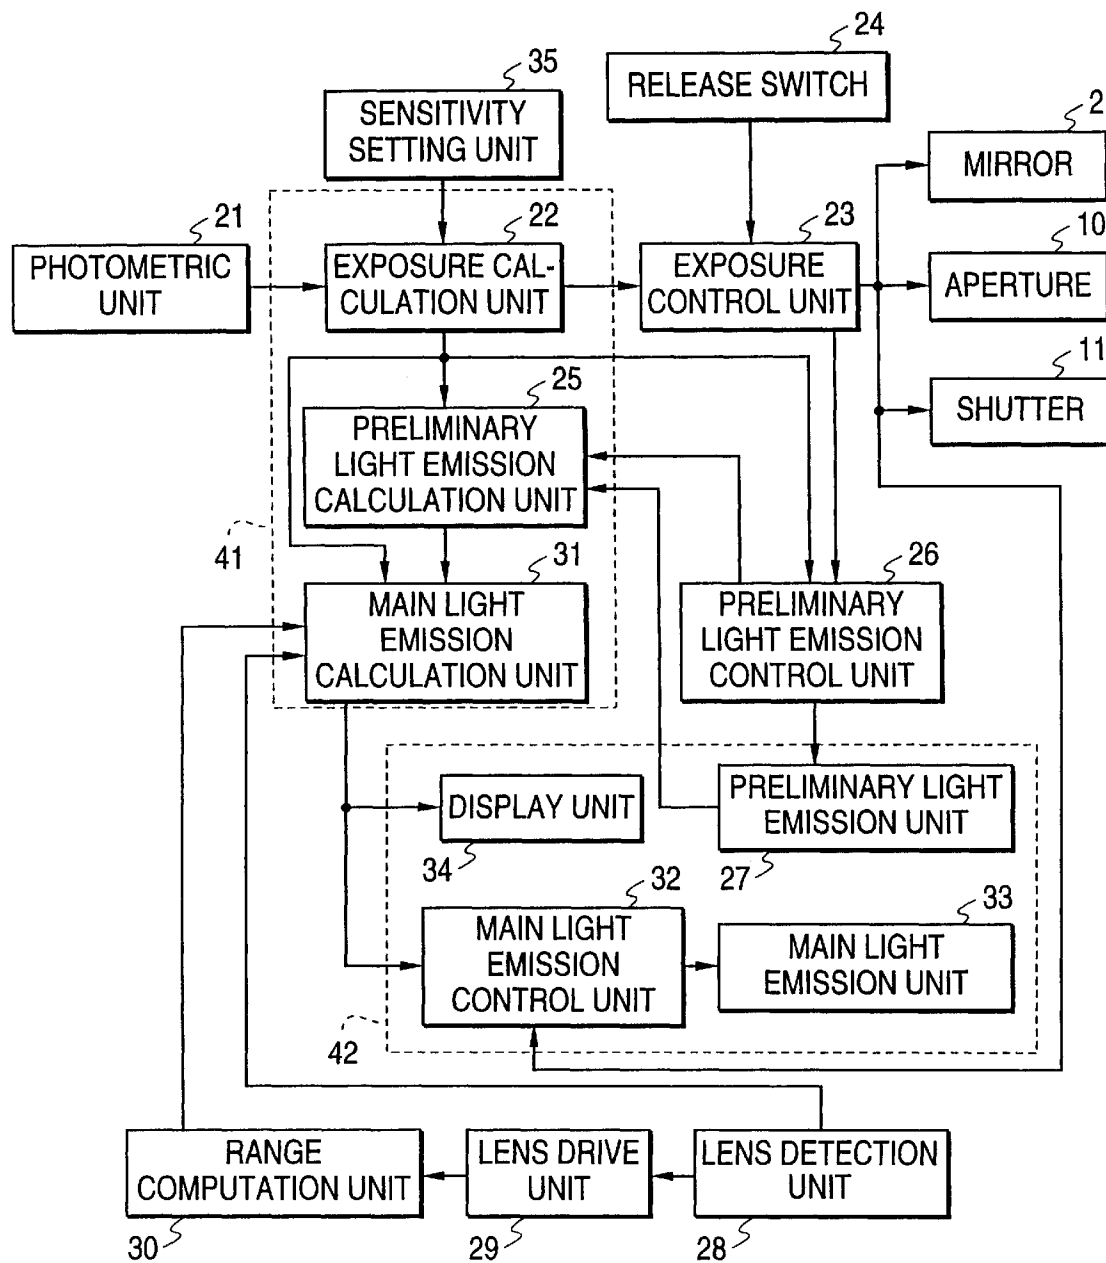 24
RELEASE SWITCH
35
SENSITIVITY
SETTING UNIT
2
MIRROR
21
PHOTOMETRIC
UNIT
22
EXPOSURE CAL-
CULATION UNIT
23
EXPOSURE
CONTROL UNIT
10
APERTURE
11
SHUTTER
25
PRELIMINARY
LIGHT EMISSION
CALCULATION UNIT
41
31
MAIN LIGHT
EMISSION
CALCULATION UNIT
26
PRELIMINARY
LIGHT EMISSION
CONTROL UNIT
DISPLAY UNIT
34
PRELIMINARY LIGHT
EMISSION UNIT
27
32
MAIN LIGHT
EMISSION
CONTROL UNIT
33
MAIN LIGHT
EMISSION UNIT
42
RANGE
COMPUTATION UNIT
30
LENS DRIVE
UNIT
29
LENS DETECTION
UNIT
28